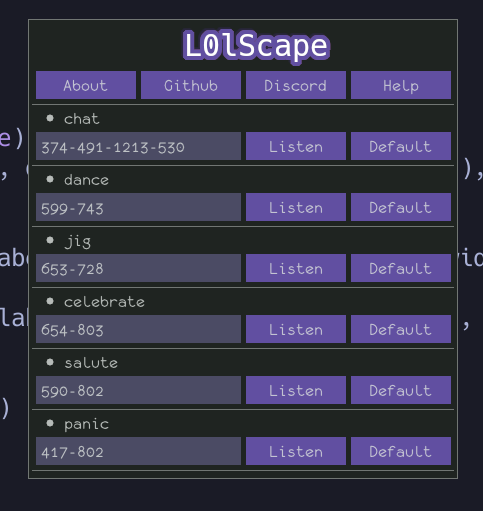 L0lScape
About Github Discord Help
• chat
374-491-1213-530 Listen Default
• dance
599-743 Listen Default
• jig
653-728 Listen Default
• celebrate
654-803 Listen Default
• salute
590-802 Listen Default
• panic
417-802 Listen Default